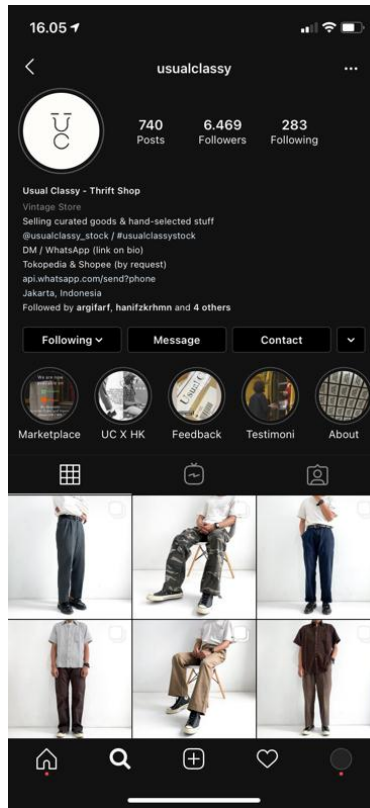 16.05
usualclassy
740 6.469 283
Posts Followers Following
Usual Classy - Thrift Shop
Vintage Store
Selling curated goods & hand-selected stuff
@usualclassy_stock / #usualclassystock
DM / WhatsApp (link on bio)
Tokopedia & Shopee (by request)
api.whatsapp.com/send?phone
Jakarta, Indonesia
Followed by argifarf, hanifzkrhmn and 4 others
Following Message Contact
Marketplace UC X HK Feedback Testimoni About